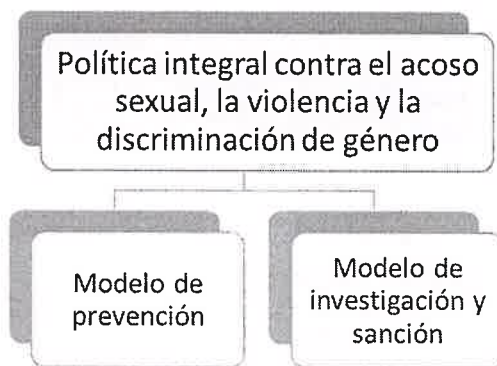 Política integral contra el acoso
sexual, la violencia y la
discriminación de género
Modelo de
prevención
Modelo de
investigación y
sanción